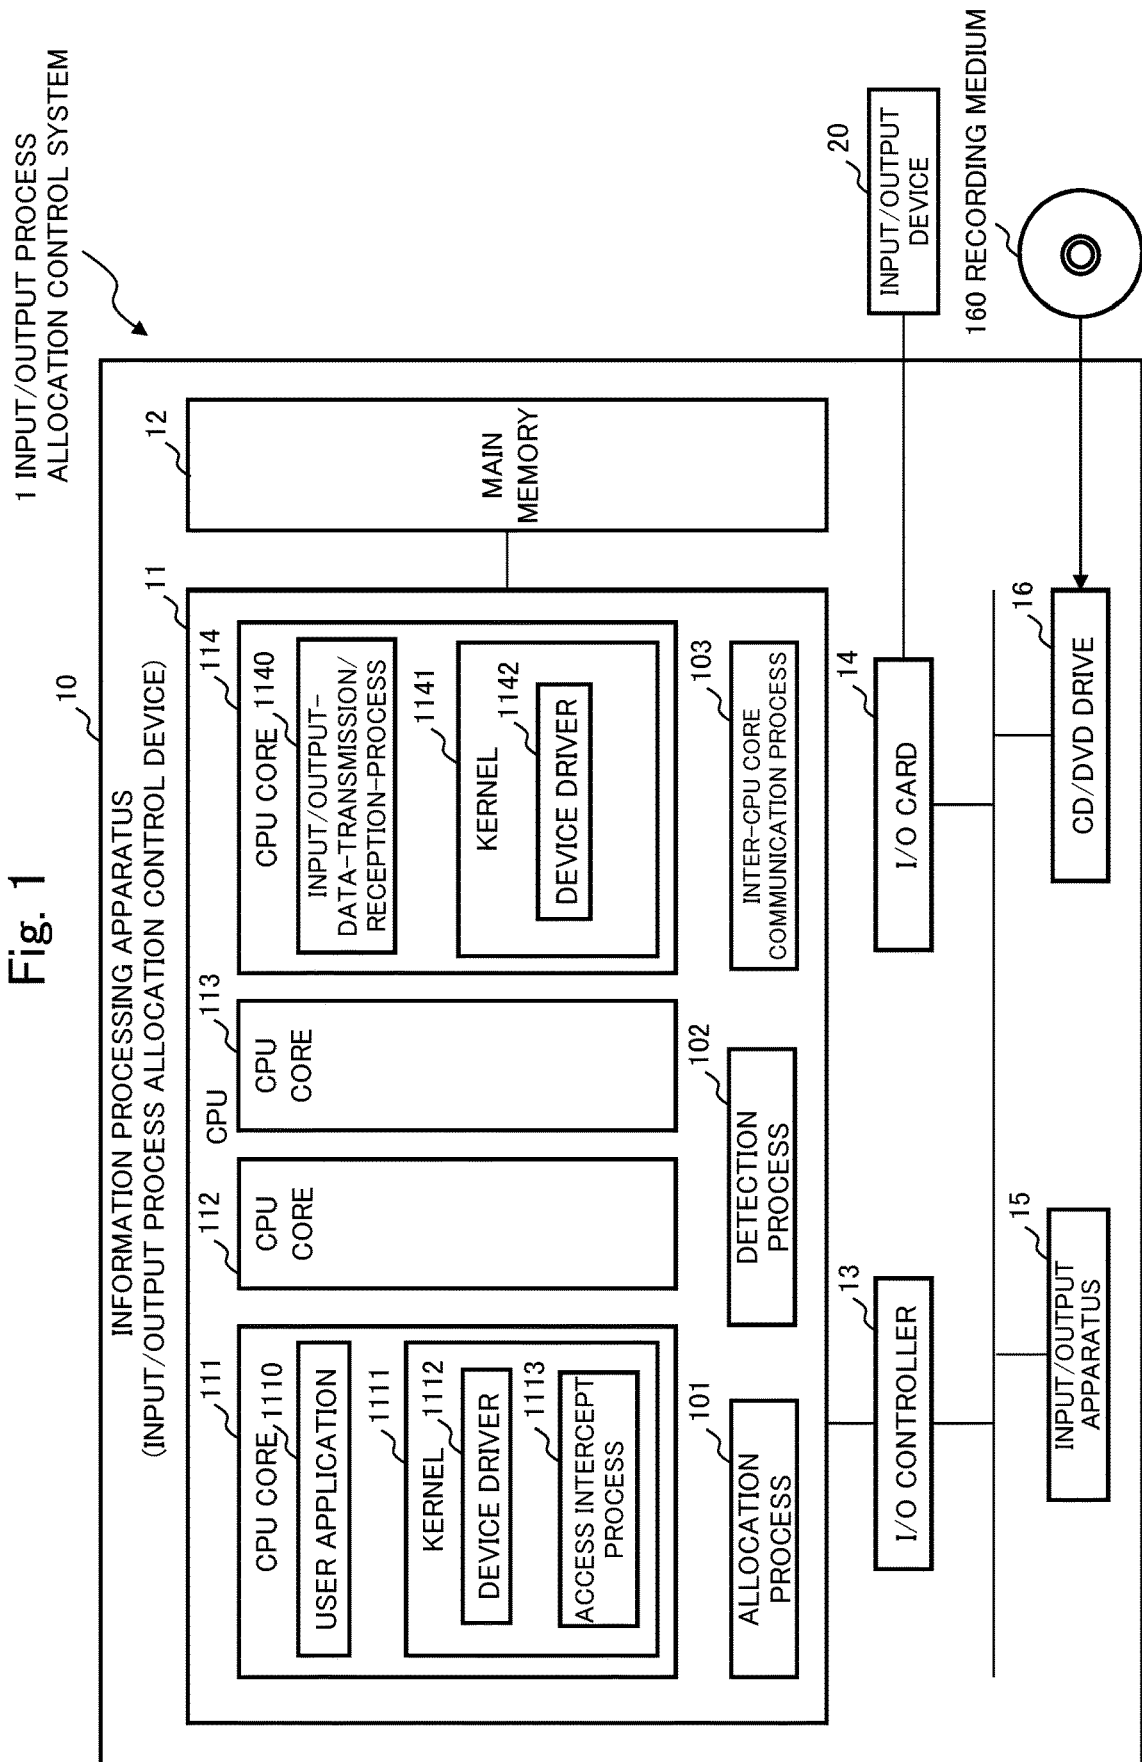 Fig. 1
1 INPUT/OUTPUT PROCESS
ALLOCATION CONTROL SYSTEM
10
INFORMATION PROCESSING APPARATUS
(INPUT/OUTPUT PROCESS ALLOCATION CONTROL DEVICE)
11
12
CPU
111
CPU CORE
1110
USER APPLICATION
1111
KERNEL
1112
DEVICE DRIVER
1113
ACCESS INTERCEPT
PROCESS
112
CPU
CORE
113
CPU
CORE
114
CPU CORE
1140
INPUT/OUTPUT-
DATA-TRANSMISSION/
RECEPTION-PROCESS
1141
KERNEL
1142
DEVICE DRIVER
MAIN
MEMORY
101
ALLOCATION
PROCESS
102
DETECTION
PROCESS
103
INTER-CPU CORE
COMMUNICATION PROCESS
13
I/O CONTROLLER
14
I/O CARD
20
INPUT/OUTPUT
DEVICE
15
INPUT/OUTPUT
APPARATUS
16
CD/DVD DRIVE
160 RECORDING MEDIUM